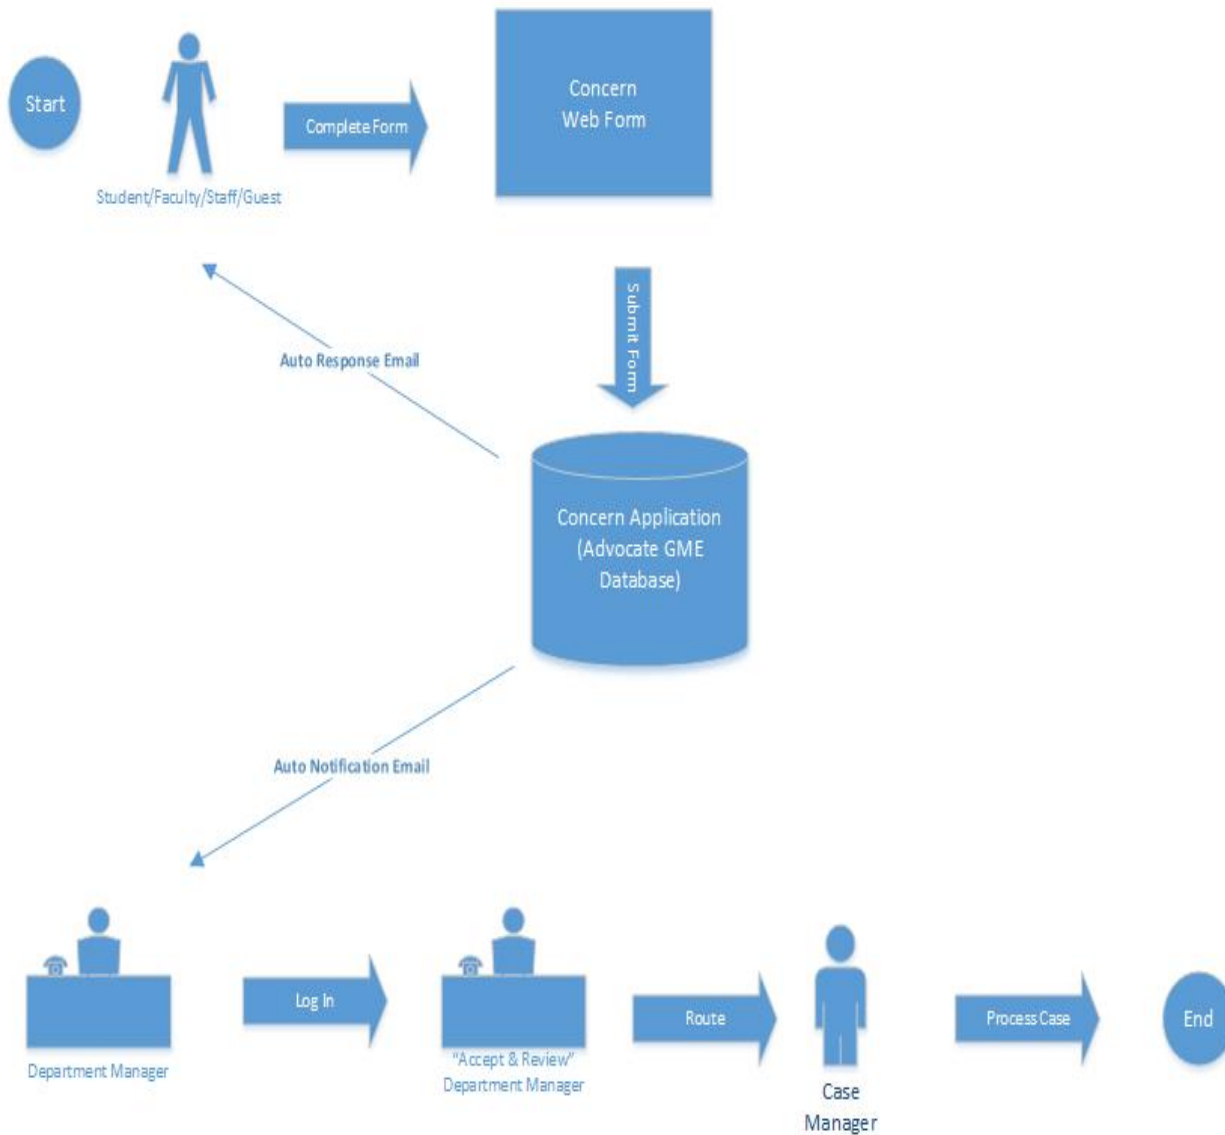 Start
Student/Faculty/Staff/Guest
Complete Form
Concern
Web Form
Submit Form
Auto Response Email
Concern Application
(Advocate GME
Database)
Auto Notification Email
Department Manager
Log In
"Accept & Review"
Department Manager
Route
Case
Manager
Process Case
End